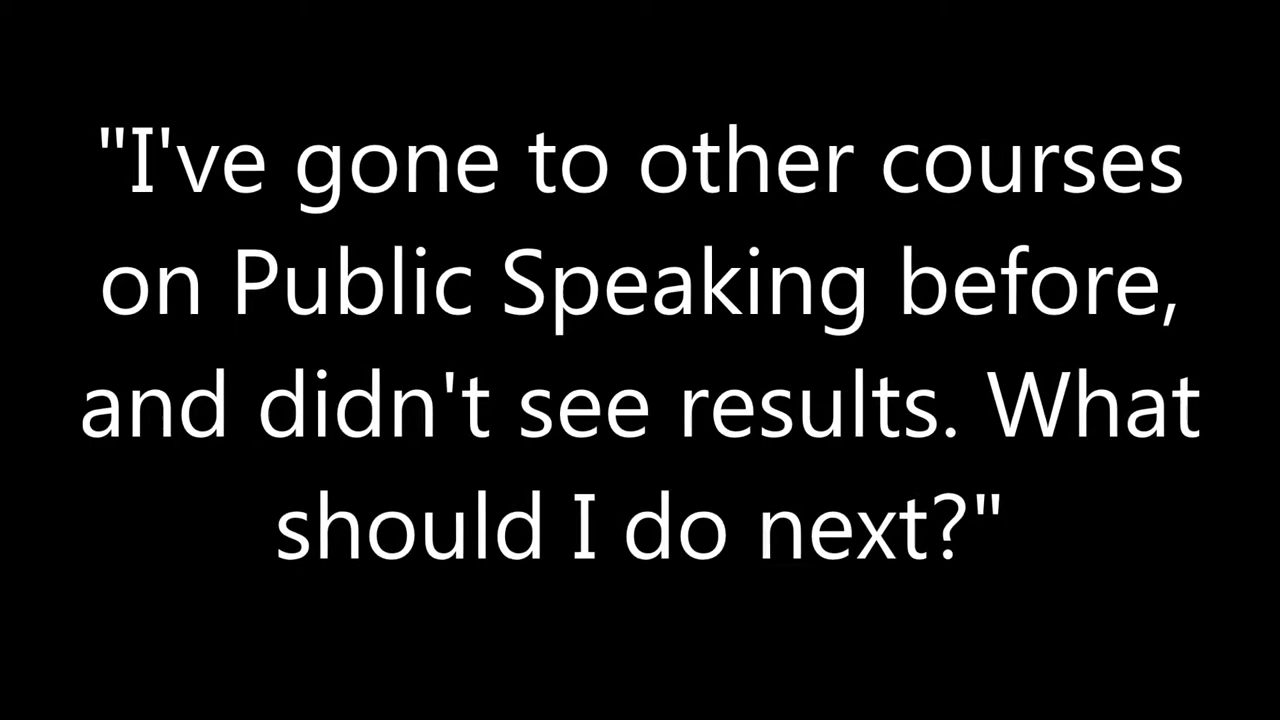 "I've gone to other courses
on Public Speaking before,
and didn't see results. What
should I do next?"